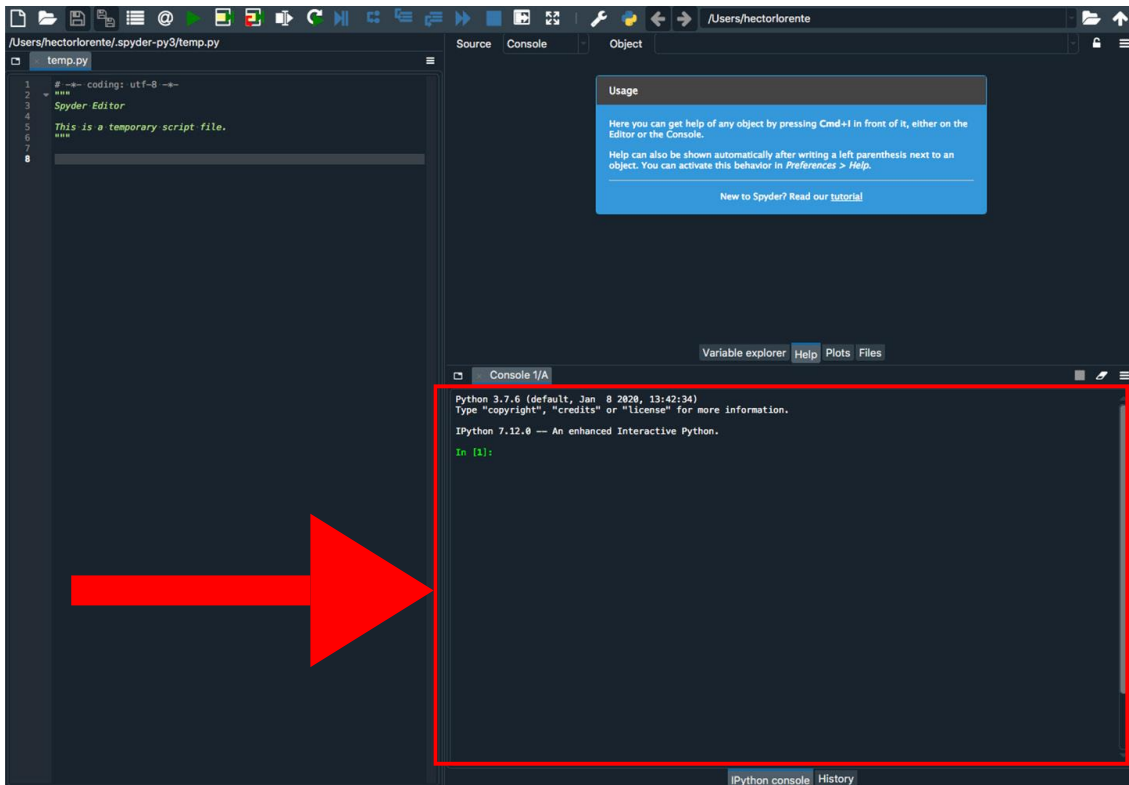 /Users/hectorlorente
/Users/hectorlorente/.spyder-py3/temp.py
temp.py
1 # -*- coding: utf-8 -*-
2 """
3 Spyder Editor
4
5 This is a temporary script file.
6 """
7
8
Source Console Object
Usage
Here you can get help of any object by pressing Cmd+I in front of it, either on the
Editor or the Console.
Help can also be shown automatically after writing a left parenthesis next to an
object. You can activate this behavior in Preferences > Help.
New to Spyder? Read our tutorial
Variable explorer Help Plots Files
Console 1/A
Python 3.7.6 (default, Jan  8 2020, 13:42:34)
Type "copyright", "credits" or "license" for more information.
IPython 7.12.0 -- An enhanced Interactive Python.
In [1]:
IPython console History